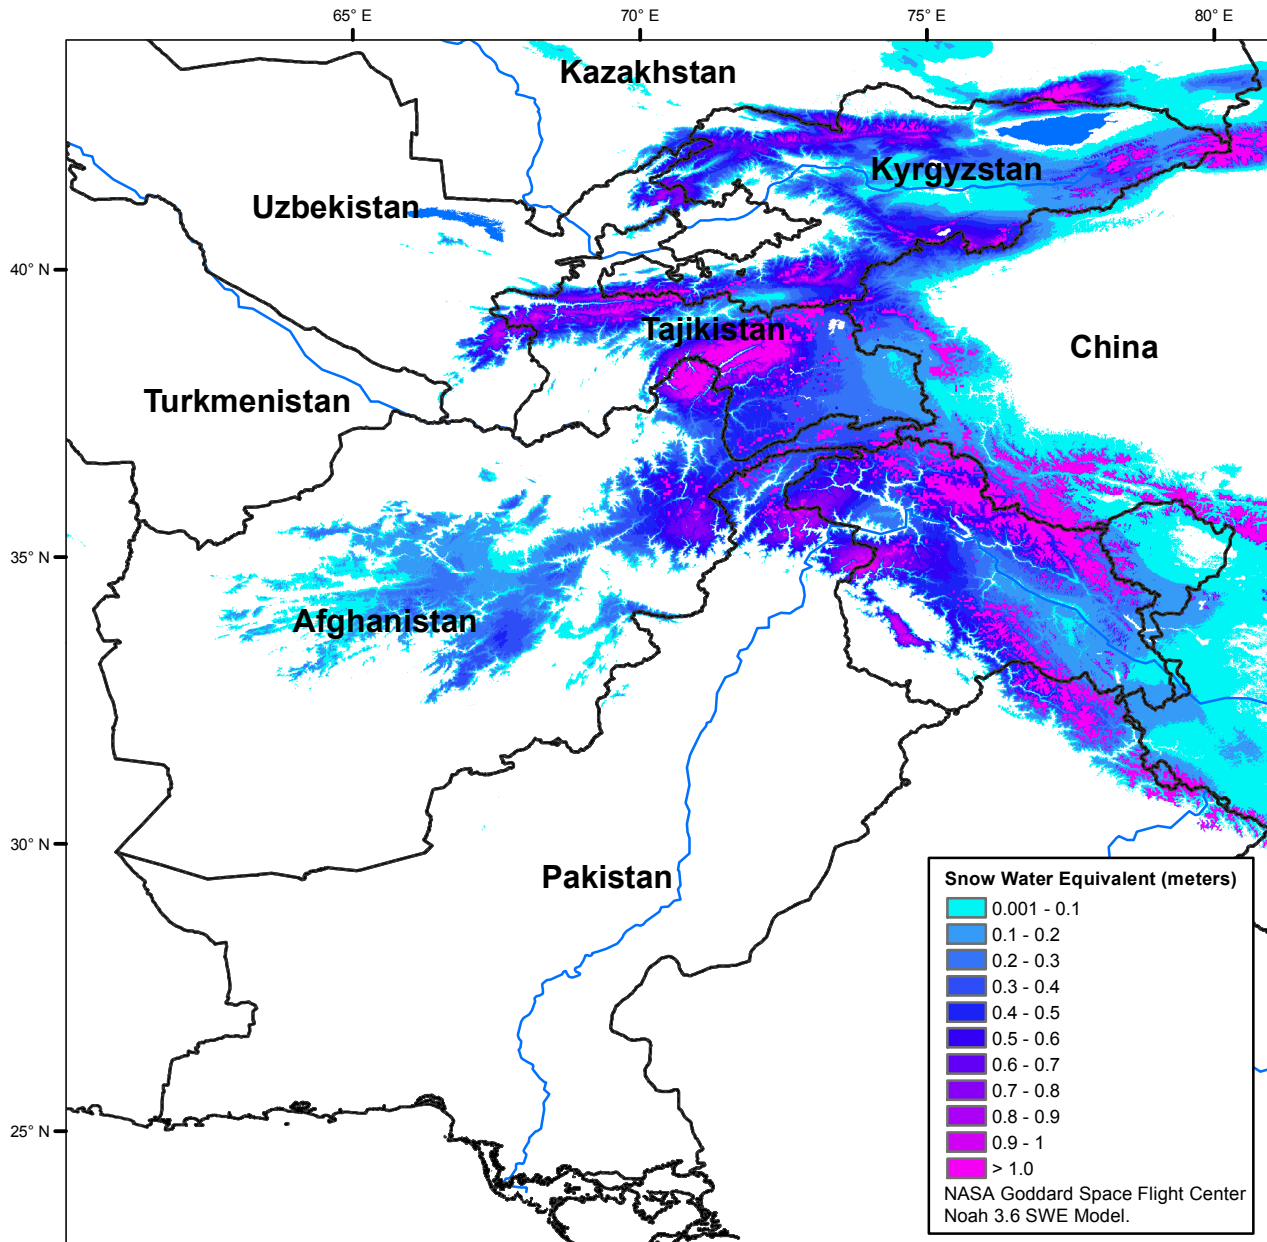 65° E
70° E
75° E
80° E
Kazakhstan
Kyrgyzstan
Uzbekistan
40° N
Tajikistan
China
Turkmenistan
35° N
Afghanistan
30° N
Pakistan
25° N
Snow Water Equivalent (meters)
0.001 - 0.1
0.1 - 0.2
0.2 - 0.3
0.3 - 0.4
0.4 - 0.5
0.5 - 0.6
0.6 - 0.7
0.7 - 0.8
0.8 - 0.9
0.9 - 1
> 1.0
NASA Goddard Space Flight Center
Noah 3.6 SWE Model.